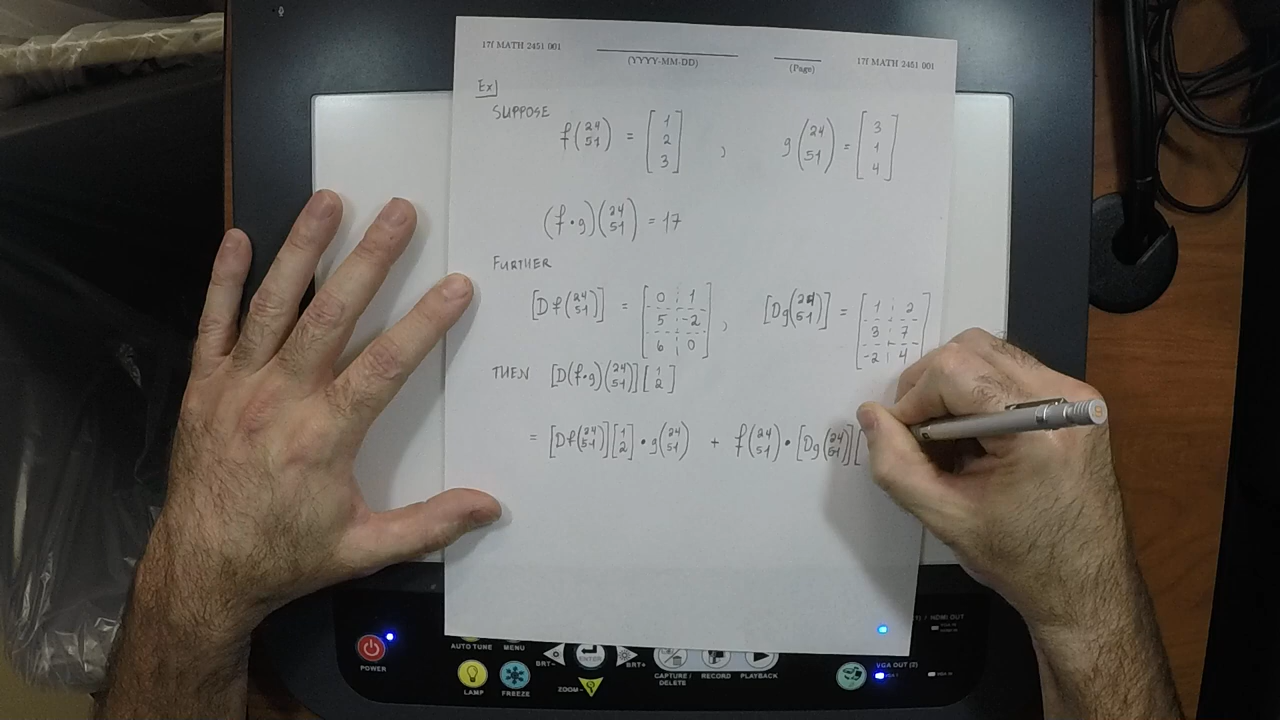 17f MATH 2451 001 (YYYY-MM-DD) (Page) 17f MATH 2451 001
Ex]
SUPPOSE
f(24 51) = [1 2 3] , g(24 51) = [3 1 4]
(f•g)(24 51) = 17
FURTHER
[Df(24 51)] = [0 1 5 -2 6 0] , [Dg(24 51)] = [1 2 3 7 -2 4]
THEN [D(f•g)(24 51)][1 2]
= [Df(24 51)][1 2]•g(24 51) + f(24 51)•[Dg(24 51)][
POWER
AUTO TUNE MENU
LAMP FREEZE
BRT- ENTER BRT+
ZOOM- 
CAPTURE / DELETE RECORD PLAYBACK
/ HDMI OUT
VGA OUT (2)